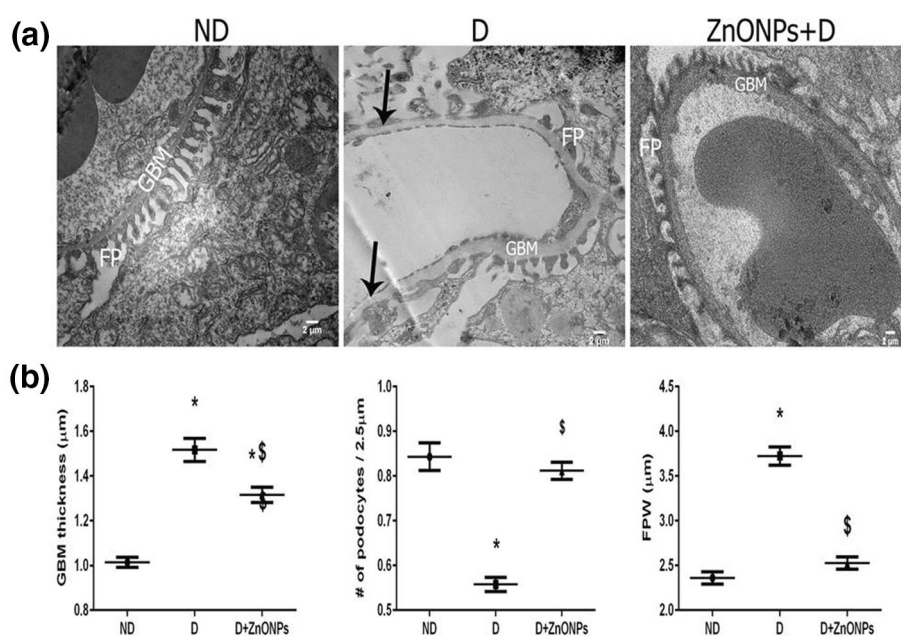 (a)
ND D ZnONPs+D
GBM
FP
2 µm
FP
GBM
2 µm
GBM
FP
2 µm
(b)
GBM thickness (µm)
1.8
1.6
1.4
1.2
1.0
0.8
*
* $
$
ND D D+ZnONPs
# of podocytes / 2.5µm
1.0
0.9
0.8
0.7
0.6
0.5
*
$
ND D D+ZnONPs
FPW (µm)
4.5
4.0
3.5
3.0
2.5
2.0
*
$
ND D D+ZnONPs